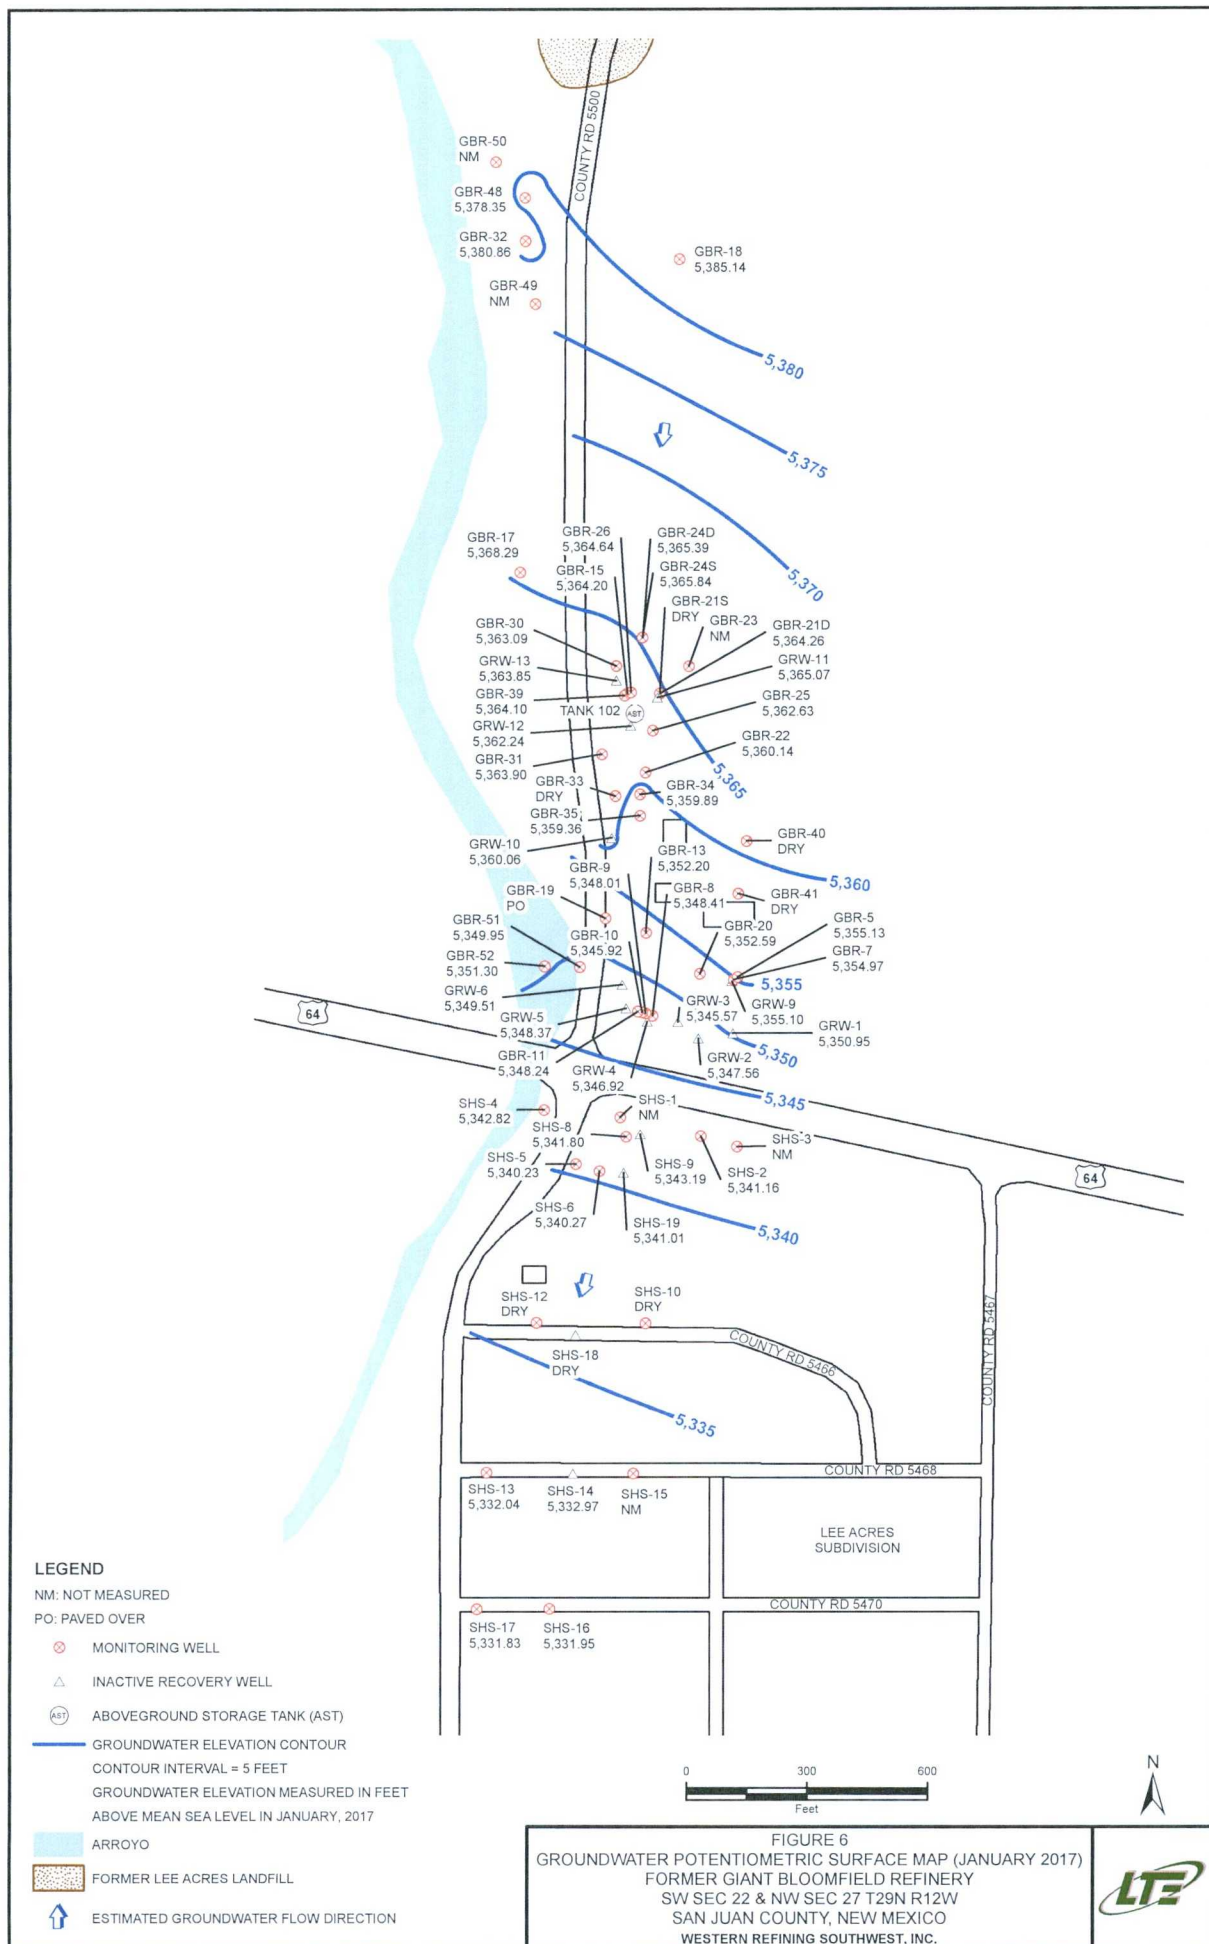 COUNTY RD 5500
GBR-50
NM
GBR-48
5,378.35
GBR-32
5,380.86
GBR-18
5,385.14
GBR-49
NM
5,380
5,375
5,370
GBR-17
5,368.29
GBR-26
5,364.64
GBR-24D
5,365.39
GBR-15
5,364.20
GBR-24S
5,365.84
GBR-21S
DRY
GBR-23
NM
GBR-21D
5,364.26
GBR-30
5,363.09
GRW-13
5,363.85
GRW-11
5,365.07
GBR-39
5,364.10
GBR-25
5,362.63
TANK 102
AST
GRW-12
5,362.24
GBR-22
5,360.14
GBR-31
5,363.90
5,365
GBR-33
DRY
GBR-34
5,359.89
GBR-35
5,359.36
GRW-10
5,360.06
GBR-40
DRY
GBR-13
5,352.20
GBR-9
5,348.01
5,360
GBR-19
PO
GBR-8
5,348.41
GBR-41
DRY
GBR-51
5,349.95
GBR-10
5,345.92
GBR-20
5,352.59
GBR-5
5,355.13
GBR-7
5,354.97
GBR-52
5,351.30
5,355
GRW-6
5,349.51
GRW-3
5,345.57
GRW-9
5,355.10
64
GRW-5
5,348.37
GRW-1
5,350.95
5,350
GBR-11
5,348.24
GRW-4
5,346.92
GRW-2
5,347.56
5,345
SHS-4
5,342.82
SHS-1
NM
SHS-8
5,341.80
SHS-3
NM
SHS-5
5,340.23
SHS-9
5,343.19
SHS-2
5,341.16
64
SHS-6
5,340.27
SHS-19
5,341.01
5,340
SHS-12
DRY
SHS-10
DRY
COUNTY RD 5467
COUNTY RD 5466
SHS-18
DRY
5,335
COUNTY RD 5468
SHS-13
5,332.04
SHS-14
5,332.97
SHS-15
NM
LEE ACRES
SUBDIVISION
COUNTY RD 5470
SHS-17
5,331.83
SHS-16
5,331.95
LEGEND
NM: NOT MEASURED
PO: PAVED OVER
MONITORING WELL
INACTIVE RECOVERY WELL
AST
ABOVEGROUND STORAGE TANK (AST)
GROUNDWATER ELEVATION CONTOUR
CONTOUR INTERVAL = 5 FEET
GROUNDWATER ELEVATION MEASURED IN FEET
ABOVE MEAN SEA LEVEL IN JANUARY, 2017
ARROYO
FORMER LEE ACRES LANDFILL
ESTIMATED GROUNDWATER FLOW DIRECTION
0 300 600
Feet
N
FIGURE 6
GROUNDWATER POTENTIOMETRIC SURFACE MAP (JANUARY 2017)
FORMER GIANT BLOOMFIELD REFINERY
SW SEC 22 & NW SEC 27 T29N R12W
SAN JUAN COUNTY, NEW MEXICO
WESTERN REFINING SOUTHWEST, INC.
LTE